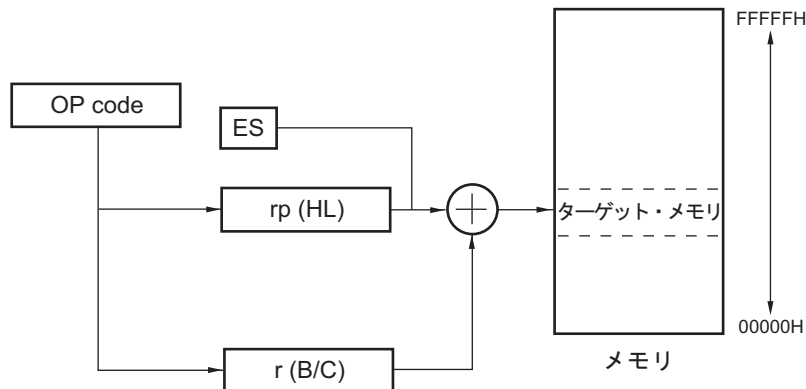 FFFFFH
OP code
ES
rp (HL)
ターゲット・メモリ
00000H
r (B/C)
メモリ